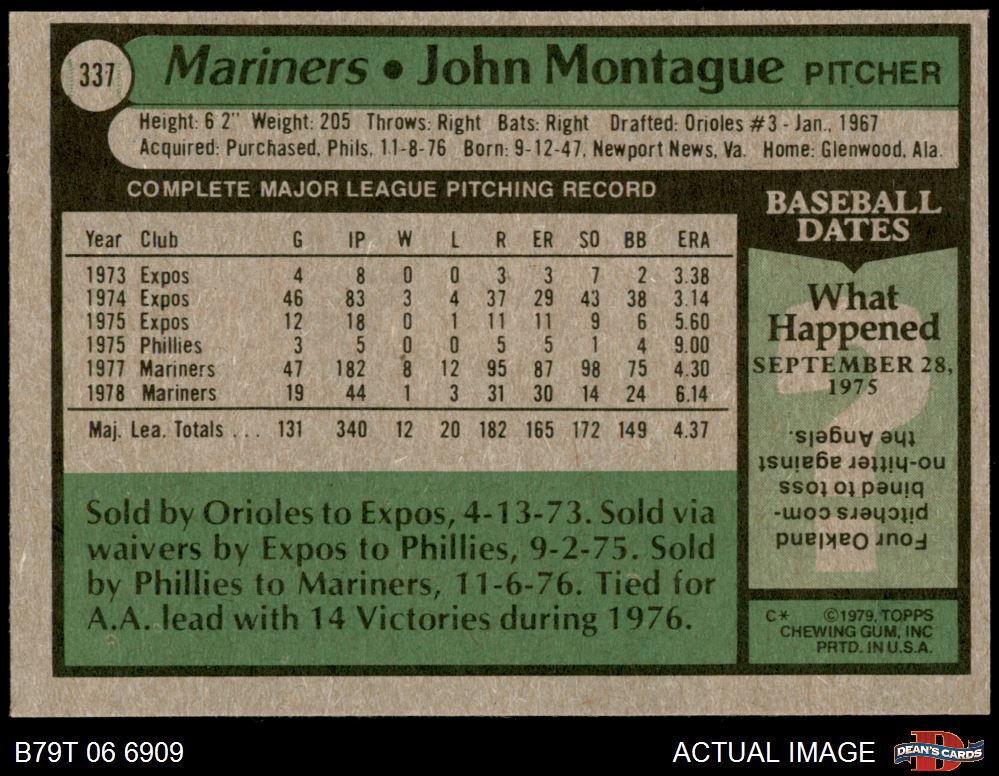 337
Mariners • John Montague PITCHER
Height: 6 2" Weight: 205 Throws: Right Bats: Right Drafted: Orioles #3 - Jan., 1967
Acquired: Purchased, Phils. 11-8-76 Born: 9-12-47, Newport News, Va. Home: Glenwood, Ala.
COMPLETE MAJOR LEAGUE PITCHING RECORD
Year Club G IP W L R ER SO BB ERA
1973 Expos 4 8 0 0 3 3 7 2 3.38
1974 Expos 46 83 3 4 37 29 43 38 3.14
1975 Expos 12 18 0 1 11 11 9 6 5.60
1975 Phillies 3 5 0 0 5 5 1 4 9.00
1977 Mariners 47 182 8 12 95 87 98 75 4.30
1978 Mariners 19 44 1 3 31 30 14 24 6.14
Maj. Lea. Totals ... 131 340 12 20 182 165 172 149 4.37
Sold by Orioles to Expos, 4-13-73. Sold via
waivers by Expos to Phillies, 9-2-75. Sold
by Phillies to Mariners, 11-6-76. Tied for
A.A. lead with 14 Victories during 1976.
BASEBALL
DATES
What
Happened
SEPTEMBER 28,
1975
?
Four Oakland
pitchers com-
bined to toss
no-hitter against
the Angels.
C* ©1979, TOPPS
CHEWING GUM, INC
PRTD. IN U.S.A.
B79T 06 6909
ACTUAL IMAGE
DEAN'S CARDS